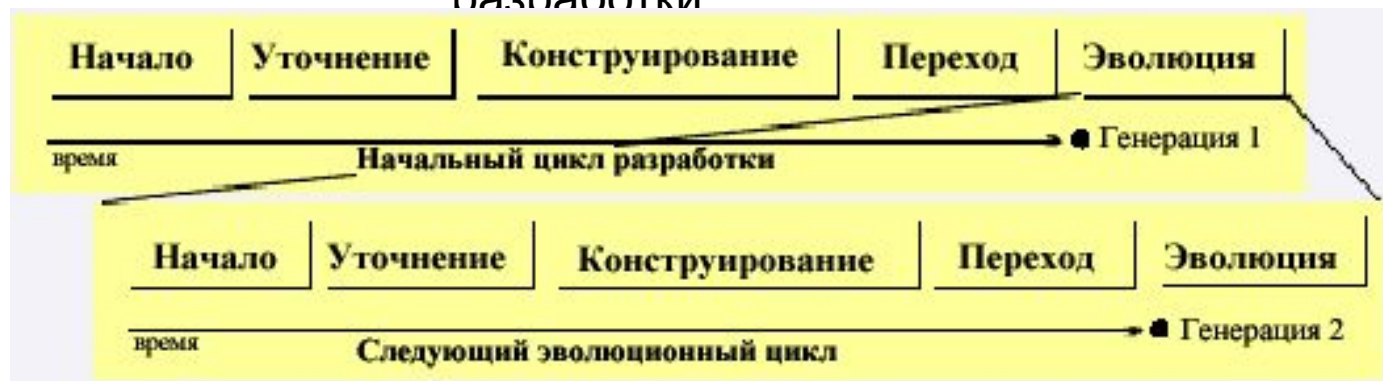 разработки
Начало Уточнение Конструирование Переход Эволюция
Генерация 1
время
Начальный цикл разработки
Начало Уточнение Конструирование Переход Эволюция
Генерация 2
время
Следующий эволюционный цикл